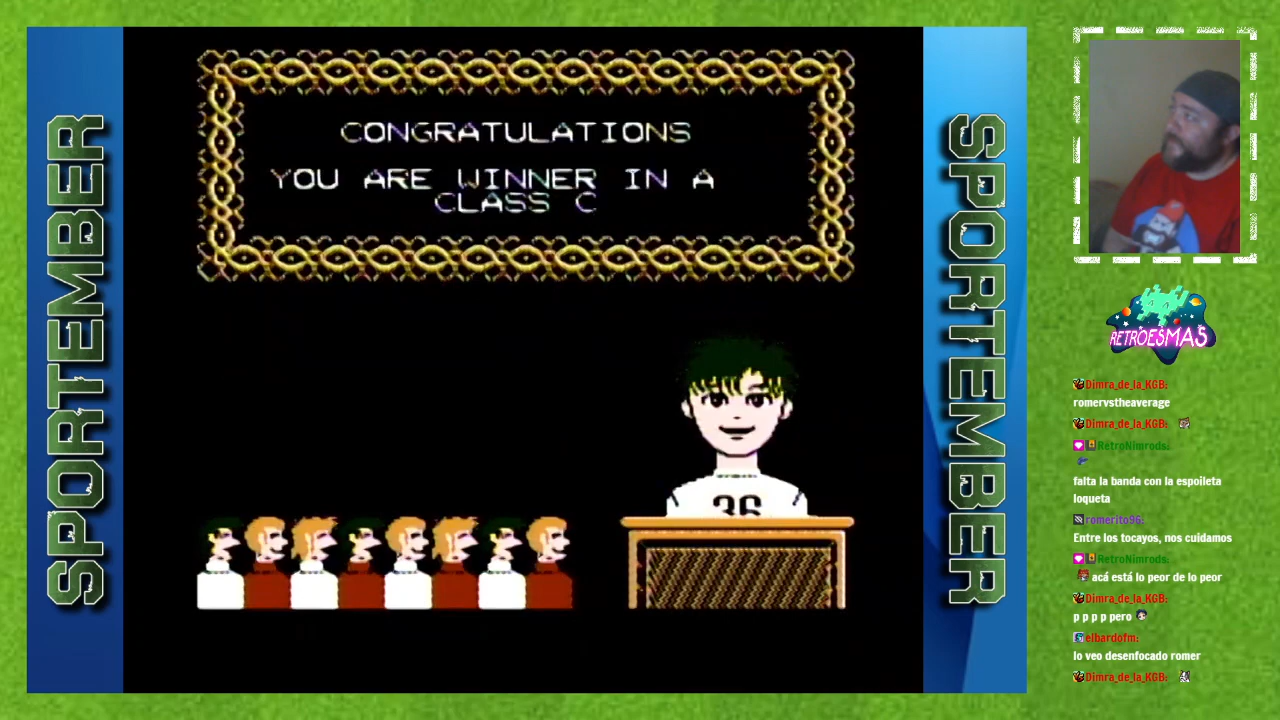 SPORTEMBER
CONGRATULATIONS
YOU ARE WINNER IN A
CLASS C
36
SPORTEMBER
RETROESMAS
Dimra_de_la_KGB:
romervstheaverage
Dimra_de_la_KGB:
RetroNimrods:
falta la banda con la espoileta
loqueta
romerito96:
Entre los tocayos, nos cuidamos
RetroNimrods:
acá está lo peor de lo peor
Dimra_de_la_KGB:
p p p p pero
elbardofm:
lo veo desenfocado romer
Dimra_de_la_KGB: